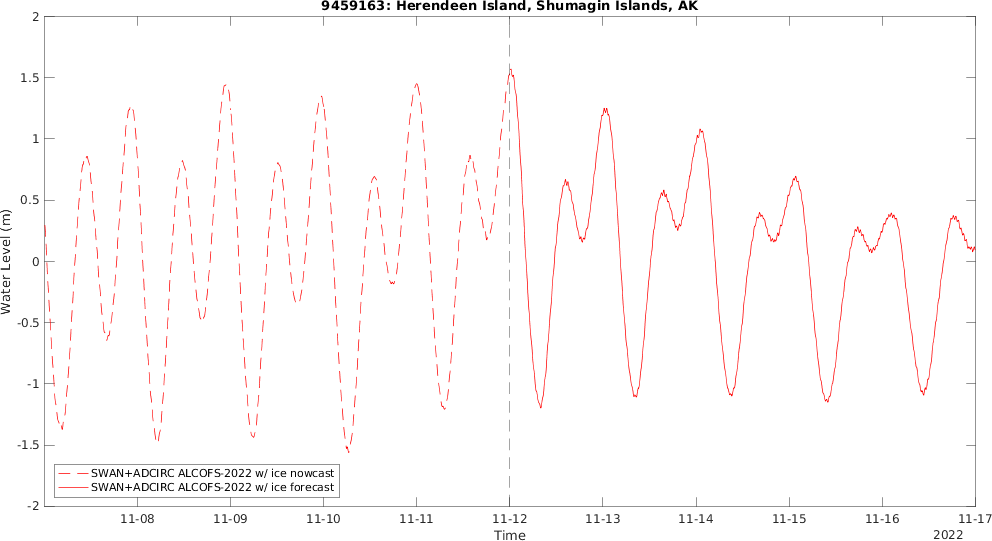 9459163: Herendeen Island, Shumagin Islands, AK
2
1.5
1
0.5
0
-0.5
-1
-1.5
-2
Water Level (m)
SWAN+ADCIRC ALCOFS-2022 w/ ice nowcast
SWAN+ADCIRC ALCOFS-2022 w/ ice forecast
11-08 11-09 11-10 11-11 11-12 11-13 11-14 11-15 11-16 11-17
Time
2022